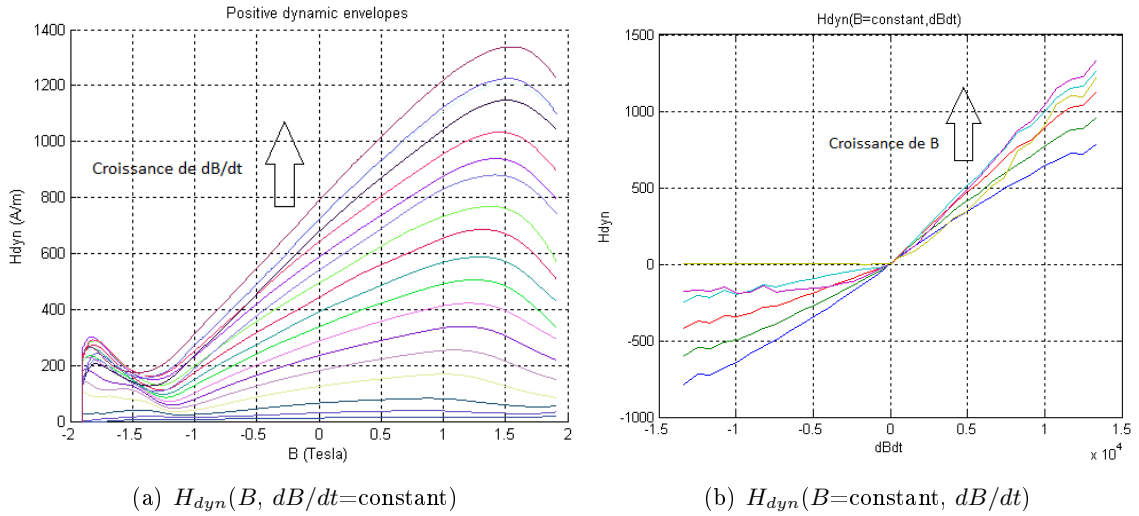 Positive dynamic envelopes
1400
1200
1000
800
600
400
200
0
Hdyn (A/m)
Croissance de dB/dt
-2 -1.5 -1 -0.5 0 0.5 1 1.5 2
B (Tesla)
(a) Hdyn(B, dB/dt=constant)
Hdyn(B=constant,dBdt)
1500
1000
500
0
-500
-1000
Hdyn
Croissance de B
-1.5 -1 -0.5 0 0.5 1 1.5
dBdt
x 10^4
(b) Hdyn(B=constant, dB/dt)